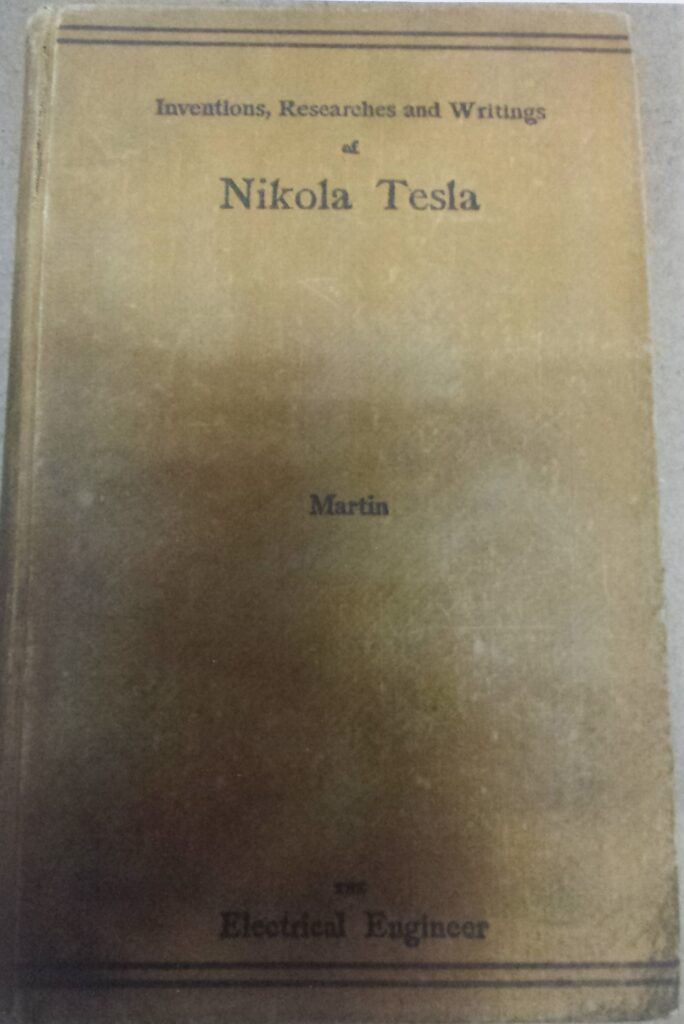 Inventions, Researches and Writings
of
Nikola Tesla
Martin
THE
Electrical Engineer